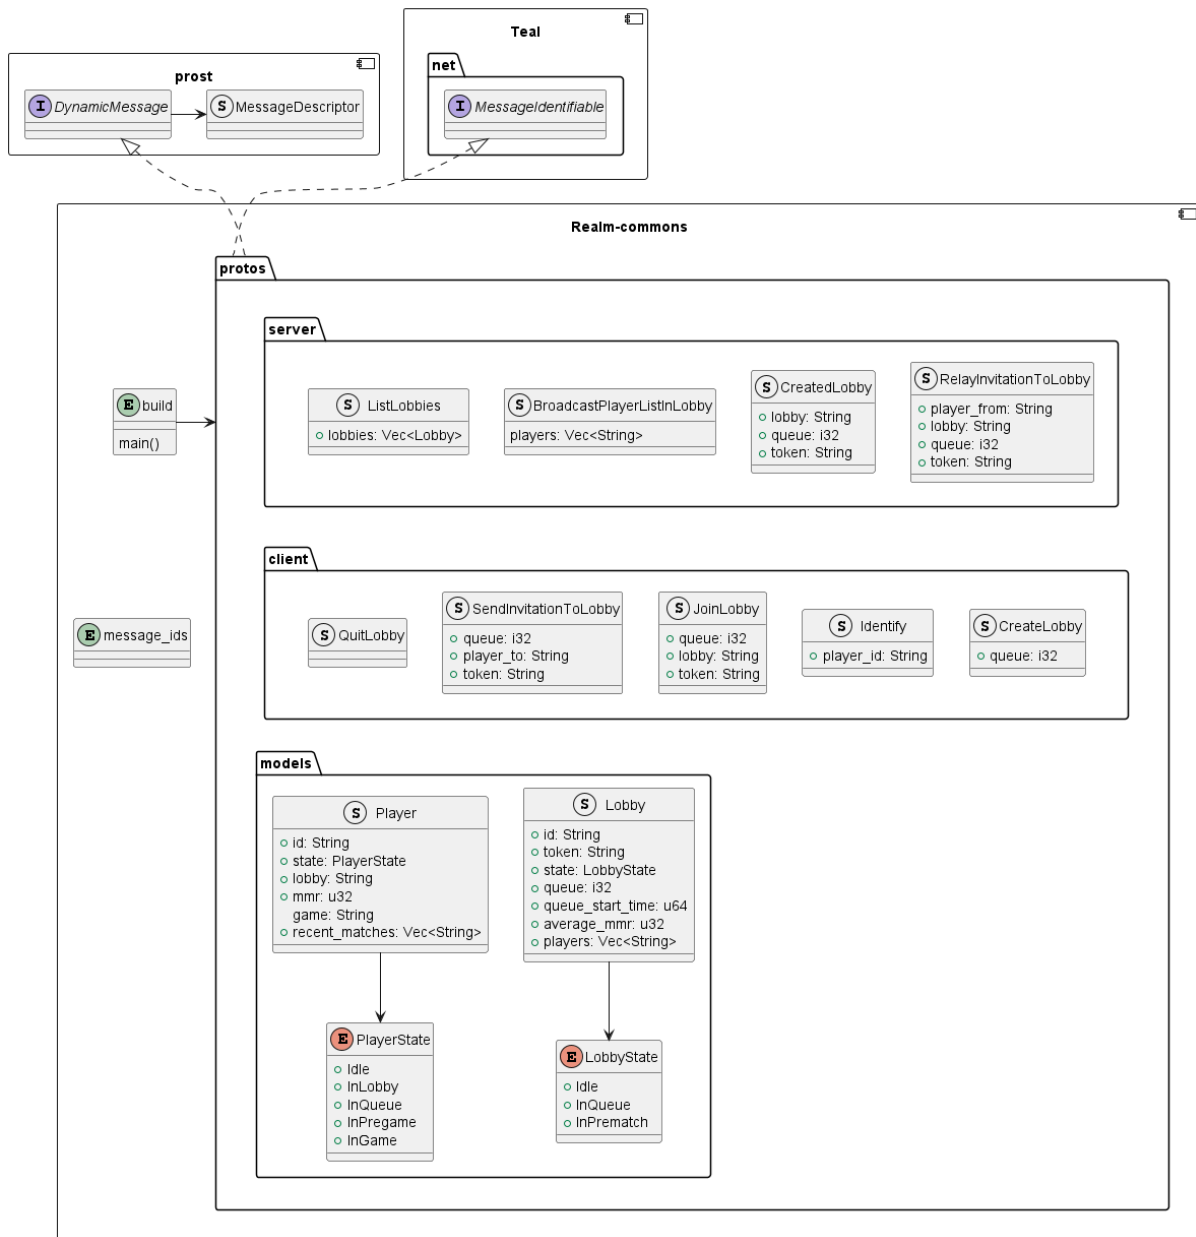 Teal
prost
net
I DynamicMessage
S MessageDescriptor
I MessageIdentifiable
Realm-commons
protos
server
E build
main()
S ListLobbies
lobbies: Vec<Lobby>
S BroadcastPlayerListInLobby
players: Vec<String>
S CreatedLobby
lobby: String
queue: i32
token: String
S RelayInvitationToLobby
player_from: String
lobby: String
queue: i32
token: String
client
E message_ids
S QuitLobby
S SendInvitationToLobby
queue: i32
player_to: String
token: String
S JoinLobby
queue: i32
lobby: String
token: String
S Identify
player_id: String
S CreateLobby
queue: i32
models
S Player
id: String
state: PlayerState
lobby: String
mmr: u32
game: String
recent_matches: Vec<String>
S Lobby
id: String
token: String
state: LobbyState
queue: i32
queue_start_time: u64
average_mmr: u32
players: Vec<String>
E PlayerState
Idle
InLobby
InQueue
InPregame
InGame
E LobbyState
Idle
InQueue
InPrematch